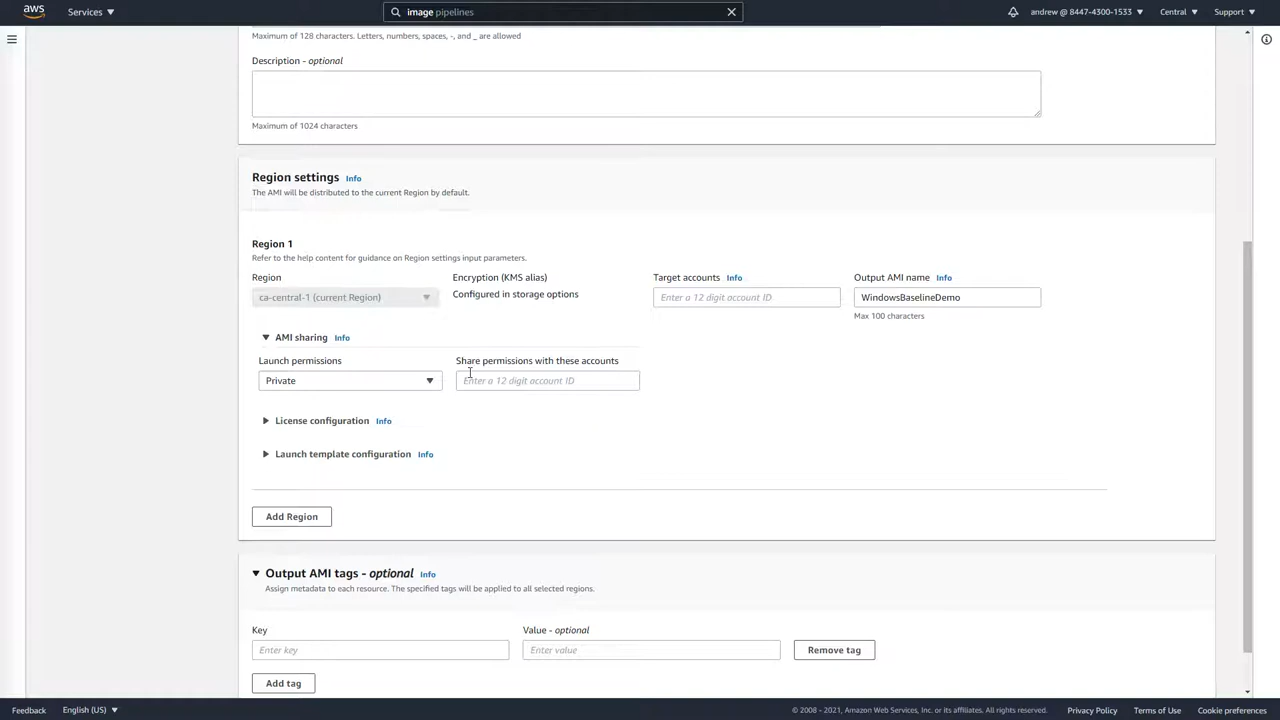 aws
Services
image pipelines
andrew @ 8447-4300-1533
Central
Support
Maximum of 128 characters. Letters, numbers, spaces, -, and _ are allowed
Description - optional
Maximum of 1024 characters
Region settings Info
The AMI will be distributed to the current Region by default.
Region 1
Refer to the help content for guidance on Region settings input parameters.
Region
Encryption (KMS alias)
Target accounts Info
Output AMI name Info
ca-central-1 (current Region)
Configured in storage options
Enter a 12 digit account ID
WindowsBaselineDemo
Max 100 characters
AMI sharing Info
Launch permissions
Share permissions with these accounts
Private
Enter a 12 digit account ID
License configuration Info
Launch template configuration Info
Add Region
Output AMI tags - optional Info
Assign metadata to each resource. The specified tags will be applied to all selected regions.
Key
Value - optional
Enter key
Enter value
Remove tag
Add tag
Feedback
English (US)
© 2008 - 2021, Amazon Web Services, Inc. or its affiliates. All rights reserved.
Privacy Policy
Terms of Use
Cookie preferences